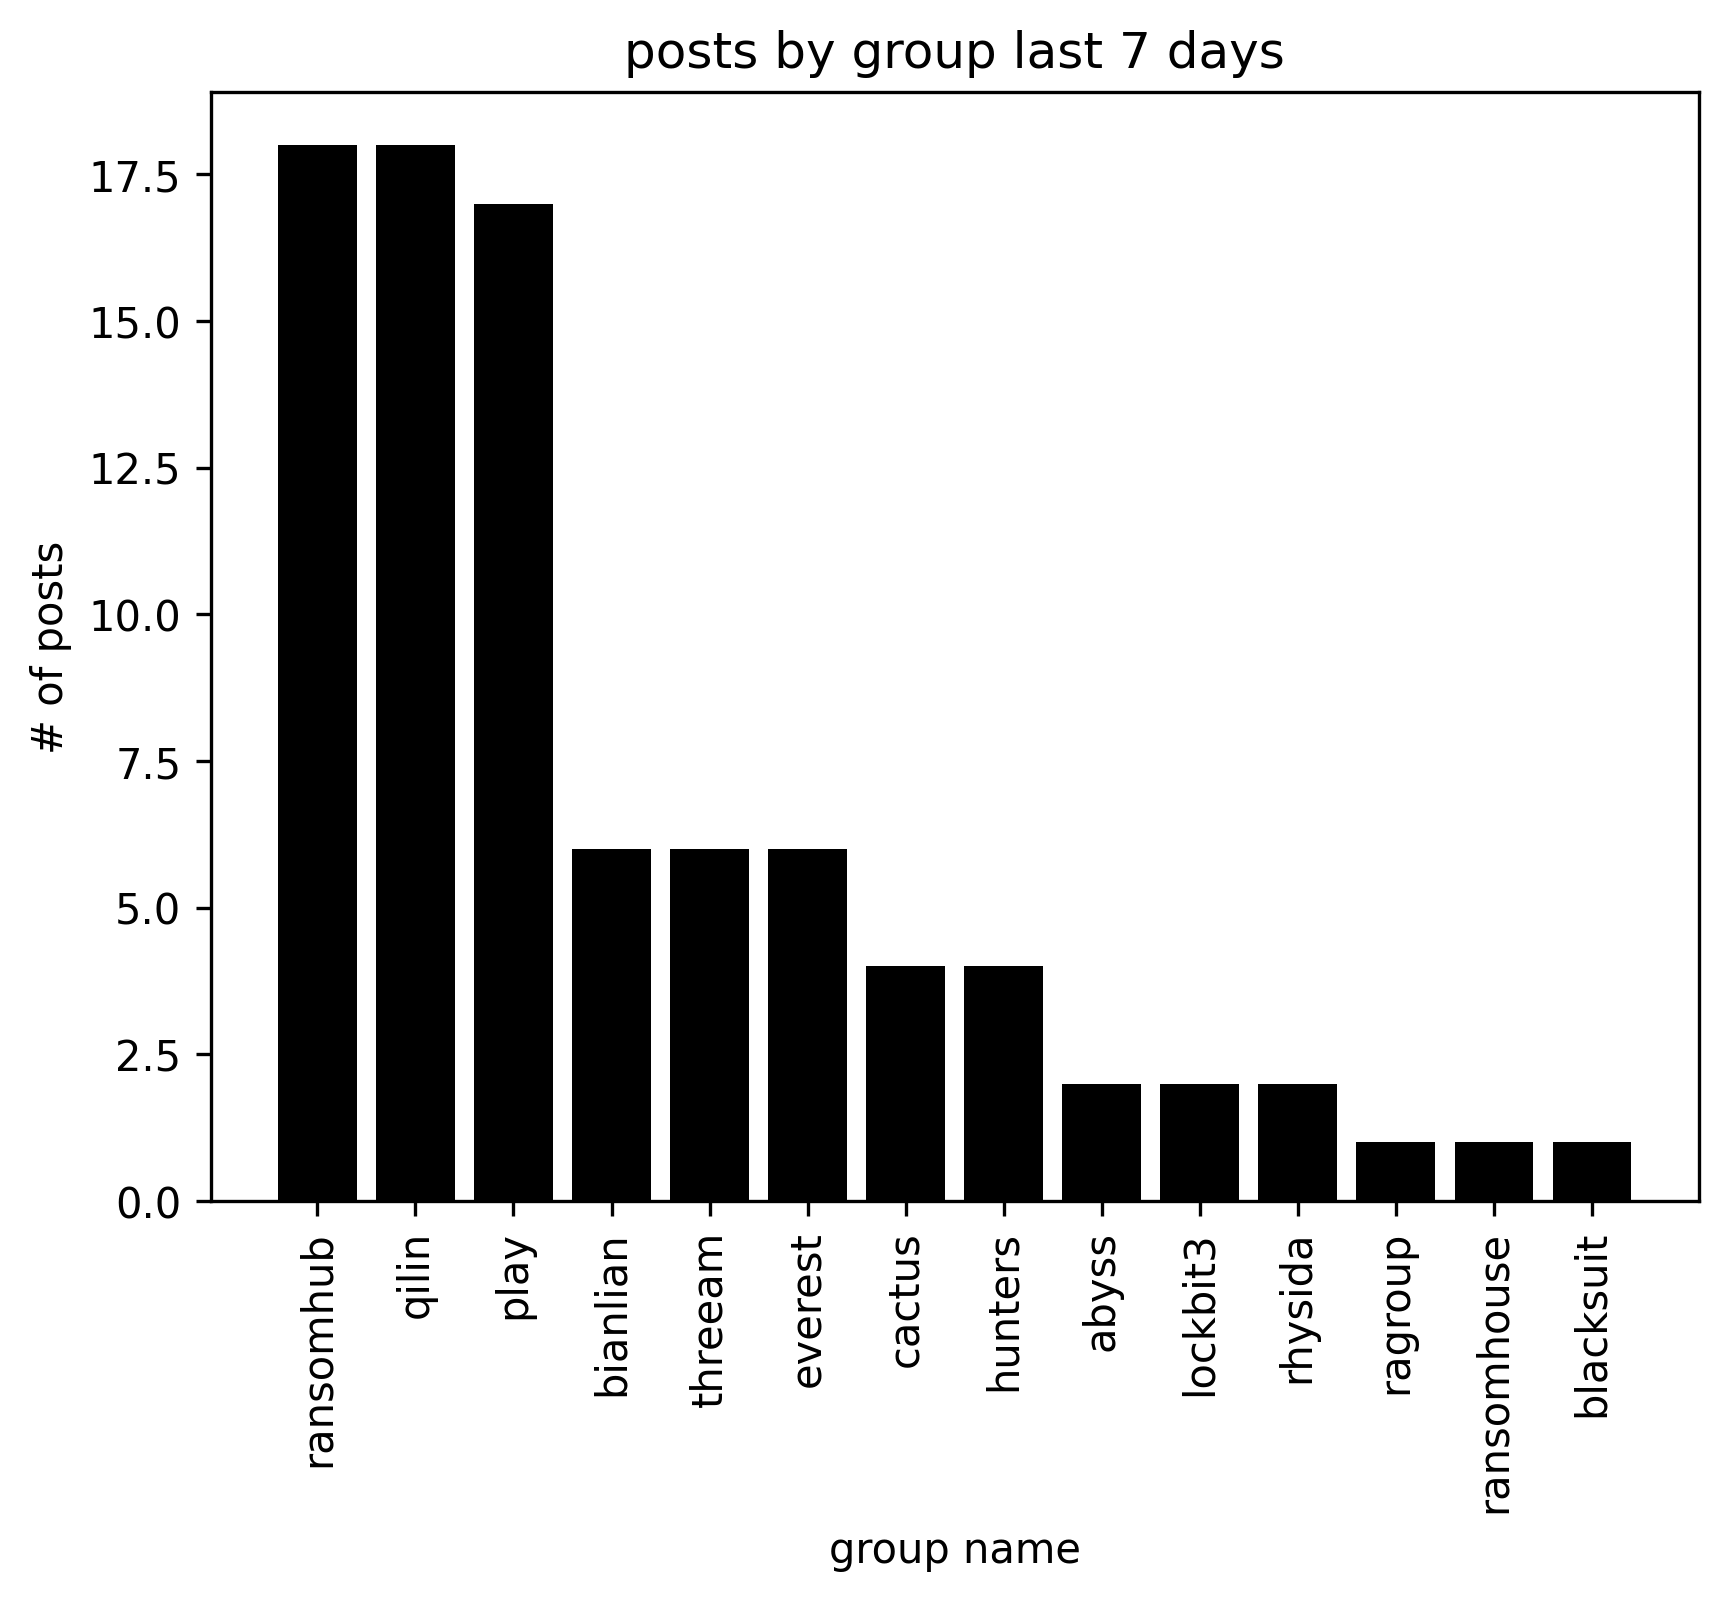 posts by group last 7 days
17.5
15.0
12.5
10.0
7.5
5.0
2.5
0.0
# of posts
ransomhub
qilin
play
bianlian
threeam
everest
cactus
hunters
abyss
lockbit3
rhysida
ragroup
ransomhouse
blacksuit
group name